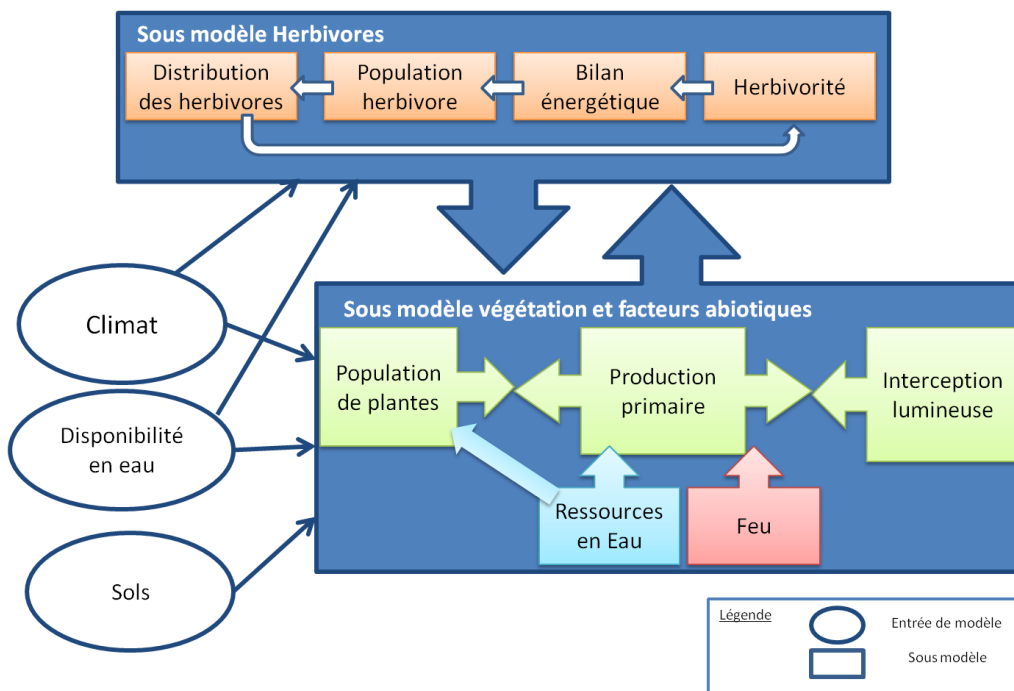 Sous modèle Herbivores
Distribution
des herbivores
Population
herbivore
Bilan
énergétique
Herbivorité
Climat
Disponibilité
en eau
Sols
Sous modèle végétation et facteurs abiotiques
Population
de plantes
Production
primaire
Interception
lumineuse
Ressources
en Eau
Feu
Légende
Entrée de modèle
Sous modèle